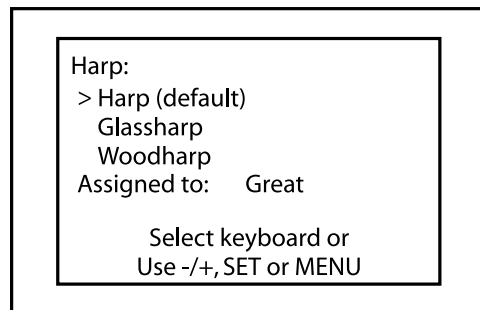 Harp:
> Harp (default)
Glassharp
Woodharp
Assigned to: Great
Select keyboard or
Use -/+, SET or MENU